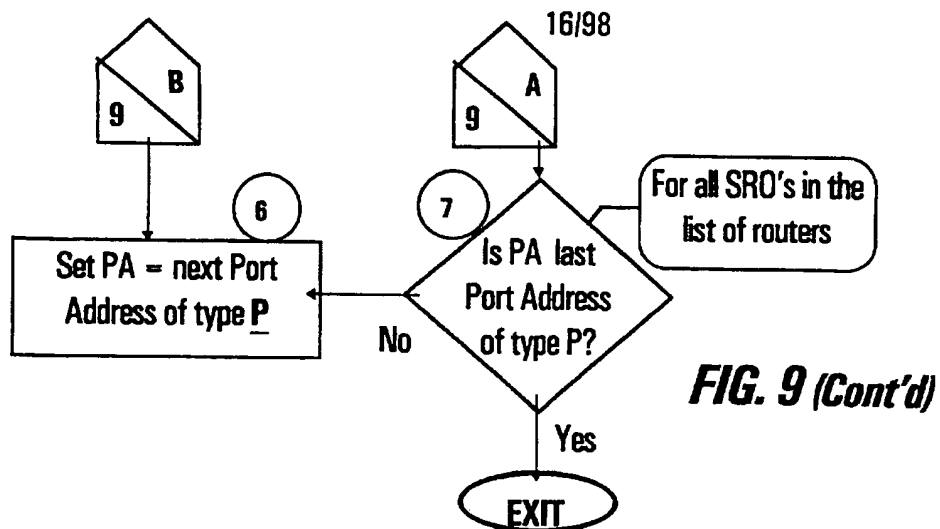 16/98
B
9
A
9
6
7
For all SRO's in the
list of routers
Set PA = next Port
Address of type P
Is PA last
Port Address
of type P?
No
Yes
EXIT
FIG. 9 (Cont'd)